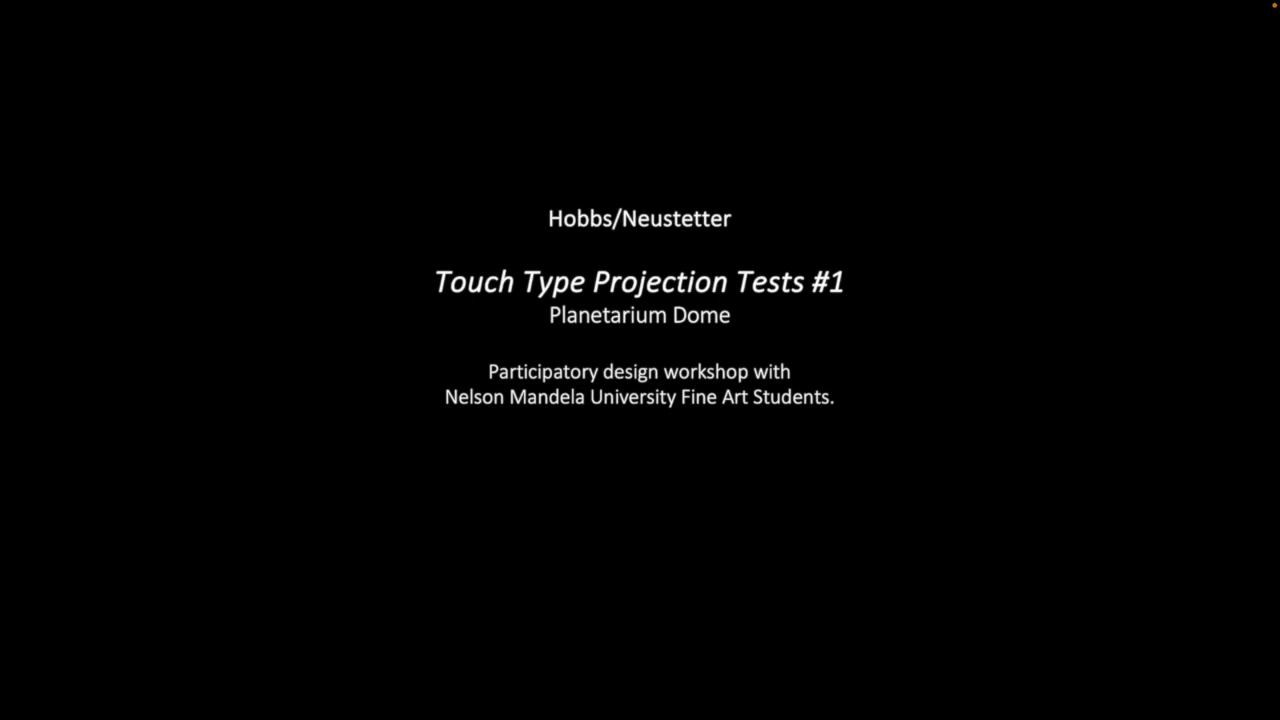 Hobbs/Neustetter
Touch Type Projection Tests #1
Planetarium Dome
Participatory design workshop with
Nelson Mandela University Fine Art Students.